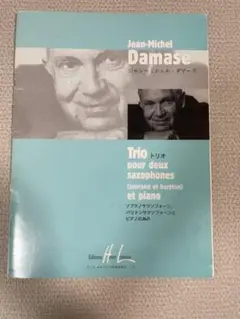 Jean-Michel
Damase
ジャン＝ミシェル・ダマーズ
Trio トリオ
pour deux
saxophones
(soprano et baryton)
et piano
ソプラノサクソフォーン、
バリトンサクソフォーンと
ピアノのための
HL